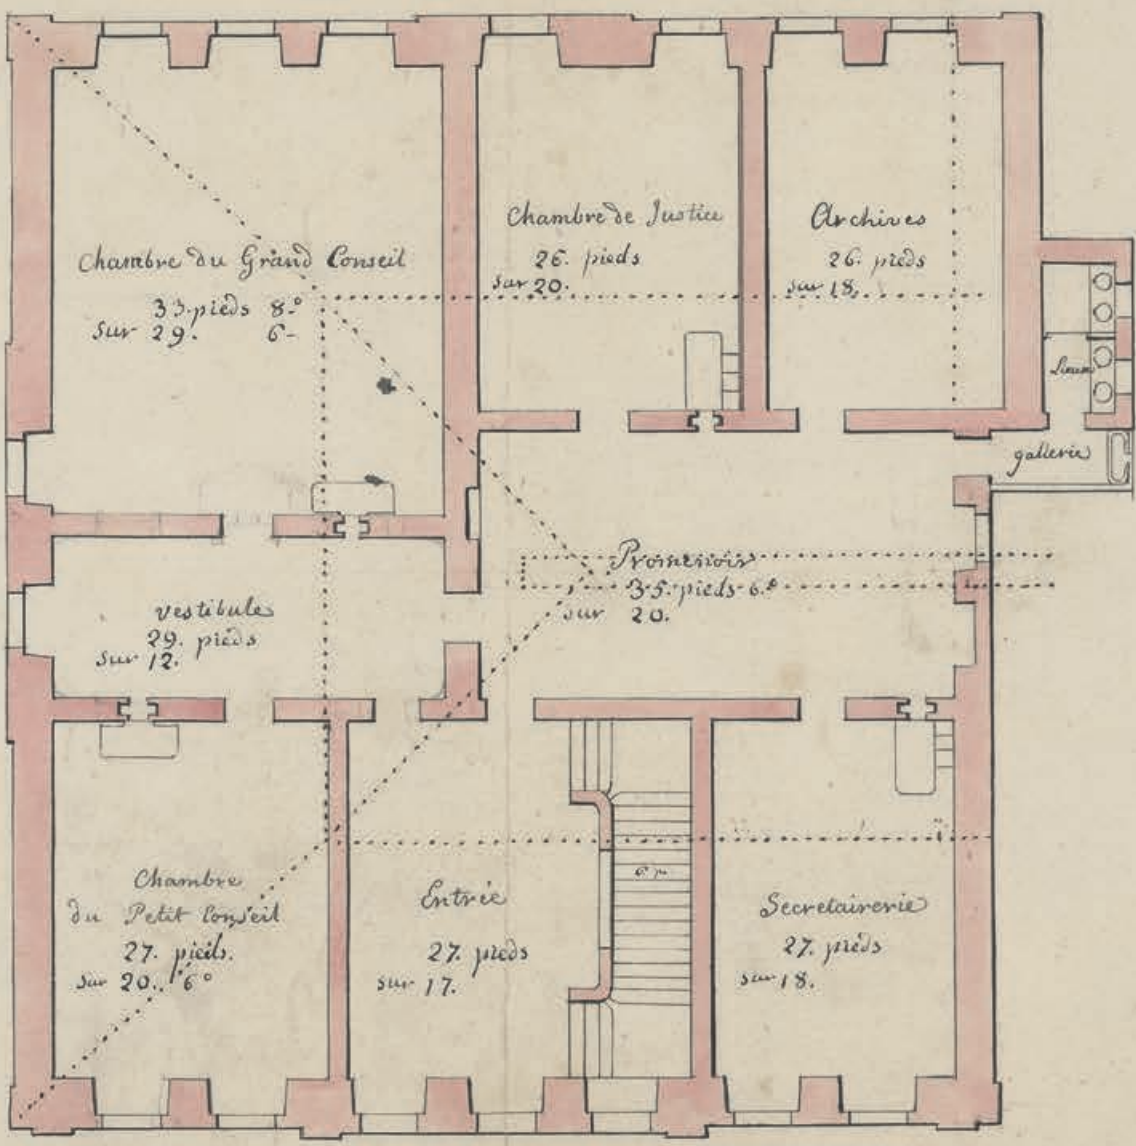 Chambre du Grand Conseil
33. pieds 8.º
sur 29. 6-
Chambre de Justice
26. pieds
sur 20.
Archives
26. pieds
sur 18.
gallerie
Promenoir
35. pieds 6.º
sur 20.
vestibule
29. pieds
sur 12.
Chambre
du Petit Conseil
27. pieds.
sur 20.. 6º
Entrée
27. pieds
sur 17.
Secretairerie
27. pieds
sur 18.